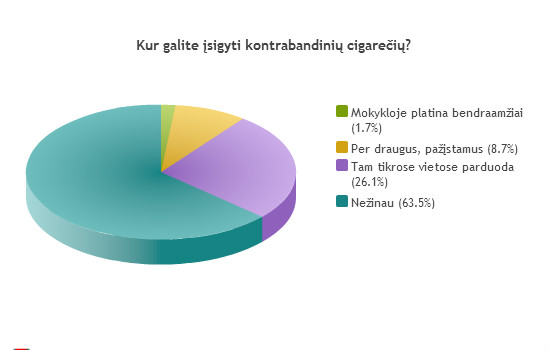 Kur galite įsigyti kontrabandinių cigarečių?
Mokykloje platina bendraamžiai
(1.7%)
Per draugus, pažįstamus (8.7%)
Tam tikrose vietose parduoda
(26.1%)
Nežinau (63.5%)